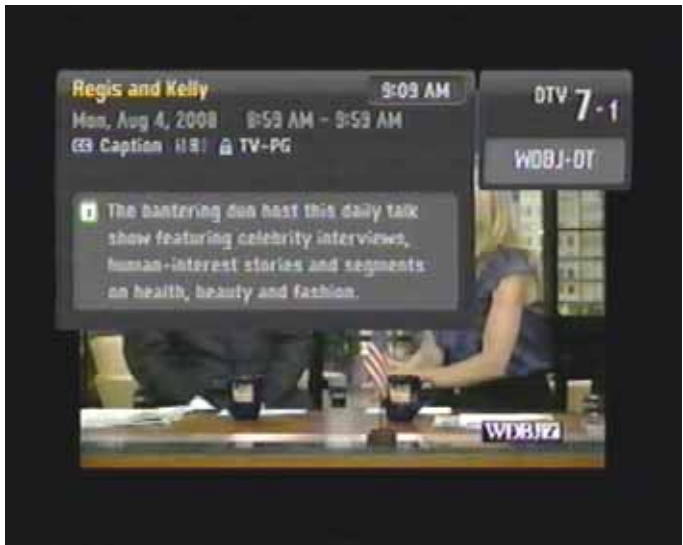 Regis and Kelly 9:09 AM
Mon, Aug 4, 2008 8:59 AM - 9:59 AM
CC Caption TV-PG
The bantering duo host this daily talk
show featuring celebrity interviews,
human-interest stories and segments
on health, beauty and fashion.
DTV 7-1
WDBJ-DT
WDBJ7